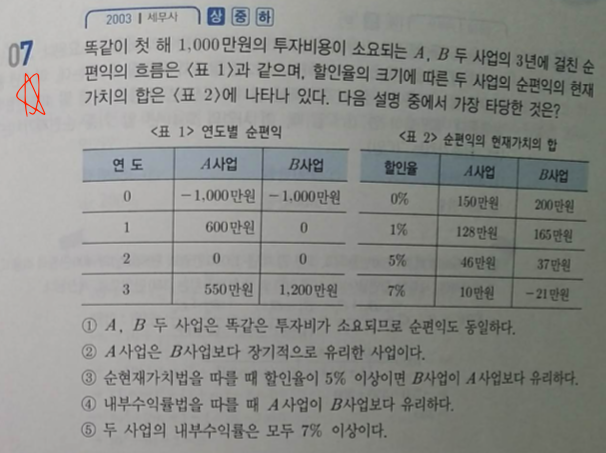 2003 | 세무사 상 중 하
07 똑같이 첫 해 1,000만원의 투자비용이 소요되는 A, B 두 사업의 3년에 걸친 순
편익의 흐름은 <표 1>과 같으며, 할인율의 크기에 따른 두 사업의 순편익의 현재
가치의 합은 <표 2>에 나타나 있다. 다음 설명 중에서 가장 타당한 것은?
<표 1> 연도별 순편익
연 도 A사업 B사업
0 -1,000만원 -1,000만원
1 600만원 0
2 0 0
3 550만원 1,200만원
<표 2> 순편익의 현재가치의 합
할인율 A사업 B사업
0% 150만원 200만원
1% 128만원 165만원
5% 46만원 37만원
7% 10만원 -21만원
① A, B 두 사업은 똑같은 투자비가 소요되므로 순편익도 동일하다.
② A사업은 B사업보다 장기적으로 유리한 사업이다.
③ 순현재가치법을 따를 때 할인율이 5% 이상이면 B사업이 A사업보다 유리하다.
④ 내부수익률법을 따를 때 A사업이 B사업보다 유리하다.
⑤ 두 사업의 내부수익률은 모두 7% 이상이다.